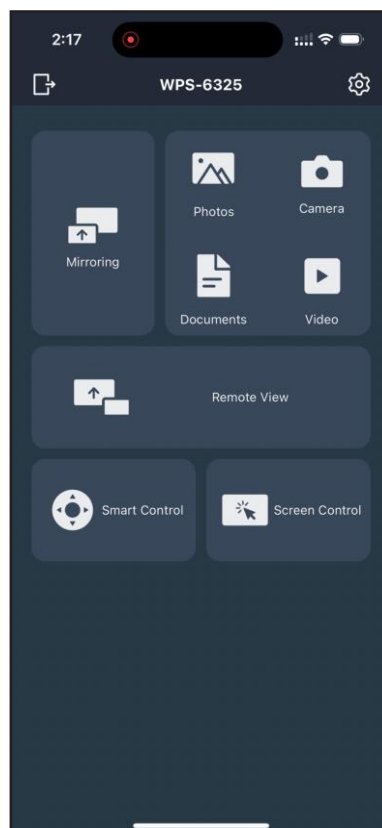 2:17
WPS-6325
Mirroring
Photos
Camera
Documents
Video
Remote View
Smart Control
Screen Control